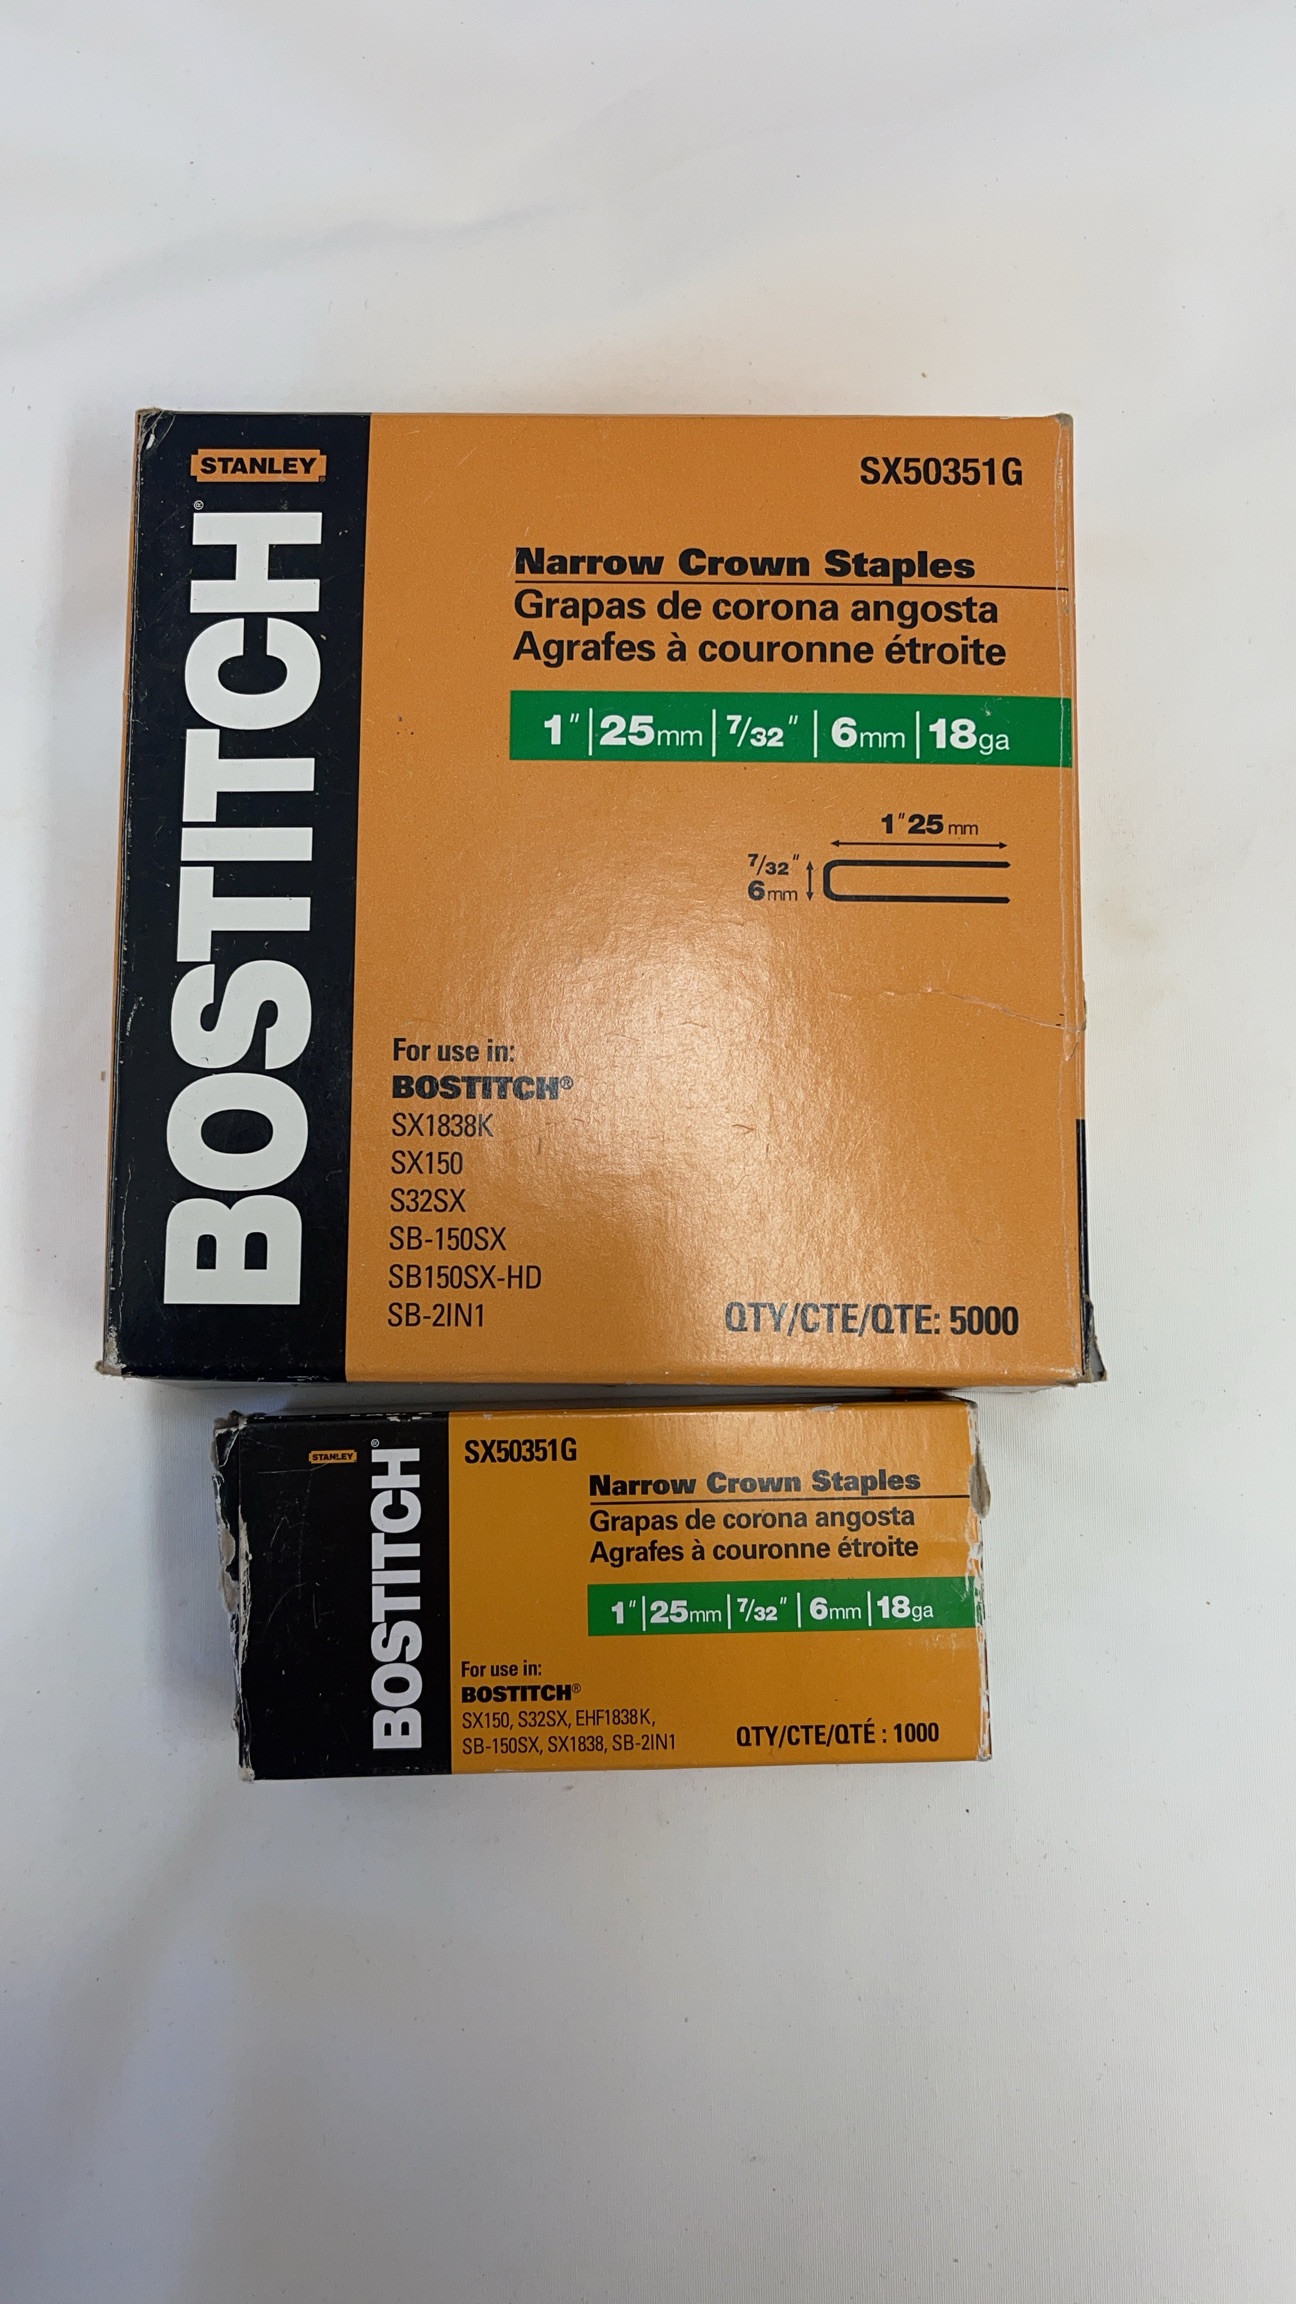 STANLEY
BOSTITCH®
SX50351G
Narrow Crown Staples
Grapas de corona angosta
Agrafes à couronne étroite
1"|25mm|7/32"|6mm|18ga
1"25 mm
7/32"
6mm
For use in:
BOSTITCH®
SX1838K
SX150
S32SX
SB-150SX
SB150SX-HD
SB-2IN1
QTY/CTE/QTE: 5000
STANLEY
BOSTITCH®
SX50351G
Narrow Crown Staples
Grapas de corona angosta
Agrafes à couronne étroite
1"|25mm|7/32"|6mm|18ga
For use in:
BOSTITCH®
SX150, S32SX, EHF1838K,
SB-150SX, SX1838, SB-2IN1
QTY/CTE/QTÉ : 1000